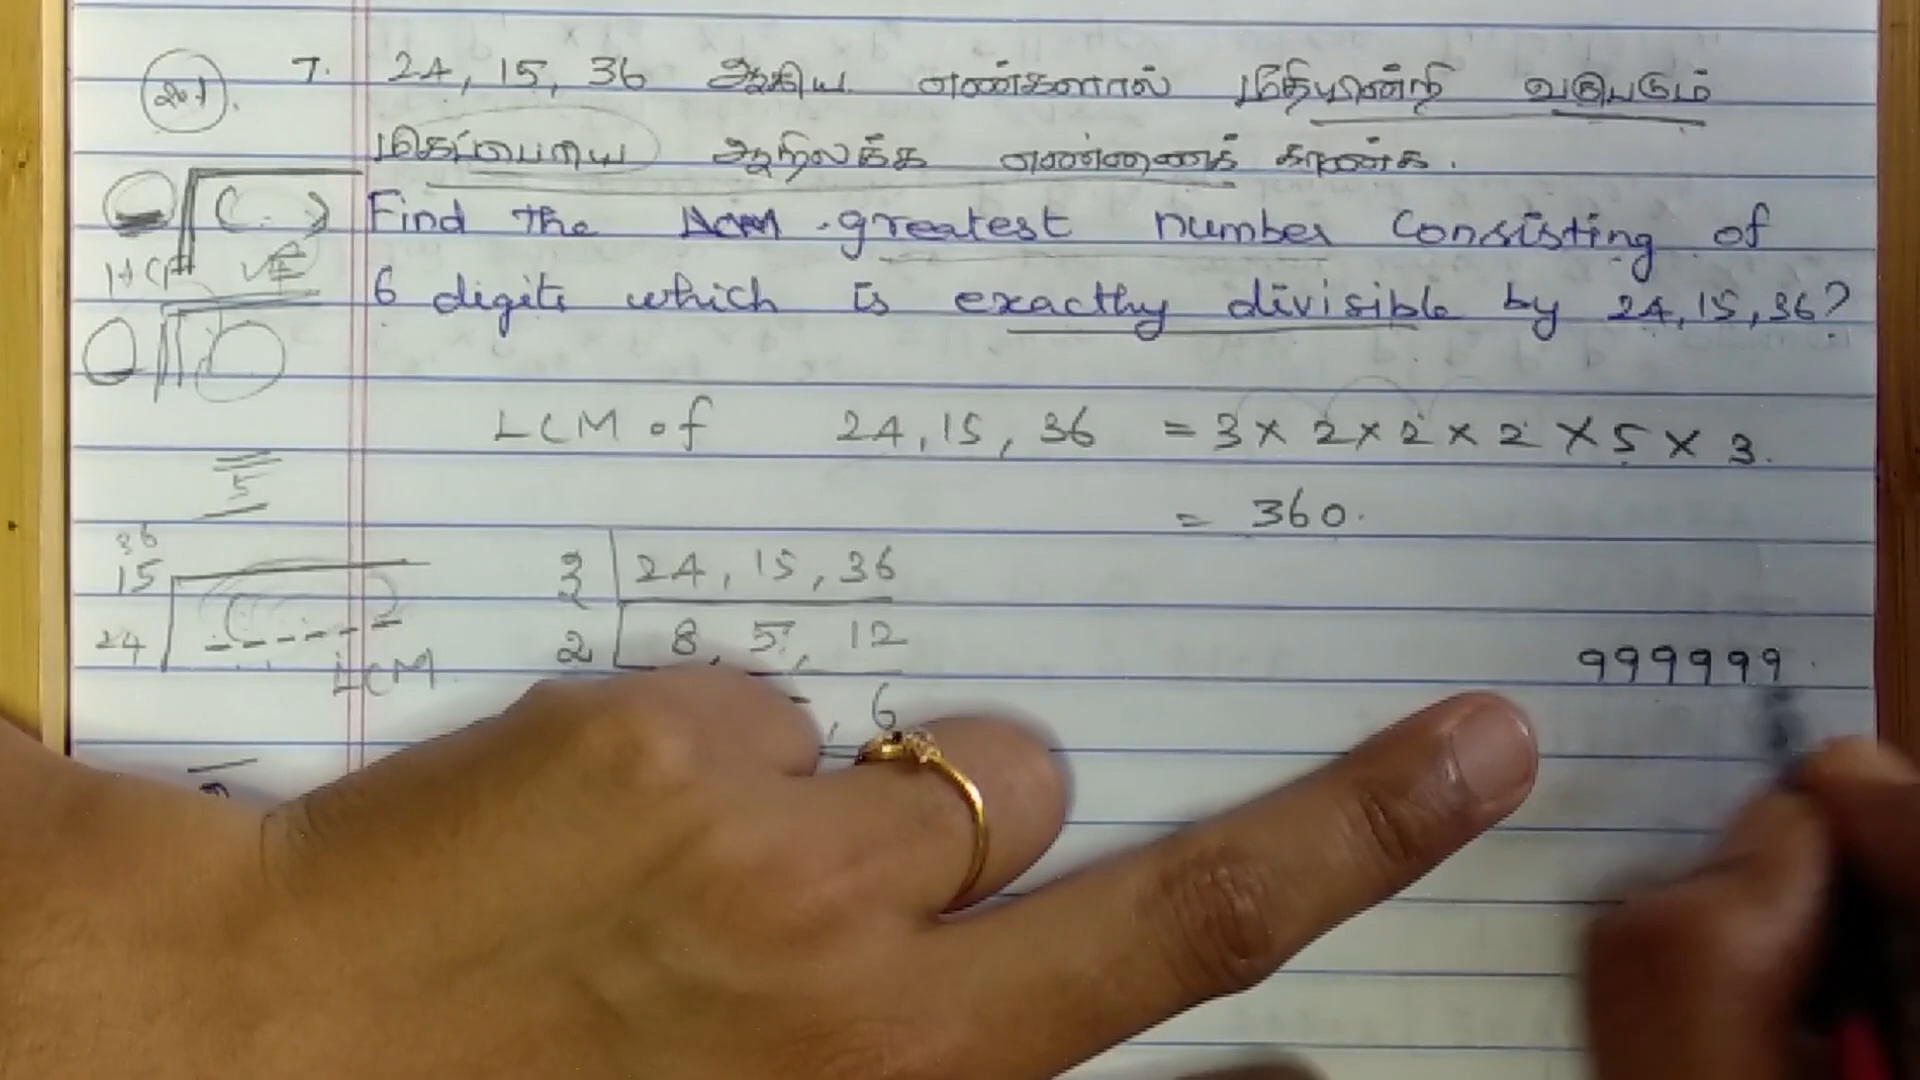 7. 24, 15, 36 ஆகிய எண்களால் மீதியின்றி வகுபடும்
மிகப்பெரிய ஆறிலக்க எண்ணைக் காண்க.
Find the greatest number consisting of
6 digits which is exactly divisible by 24, 15, 36?
LCM of 24, 15, 36 = 3 × 2 × 2 × 2 × 5 × 3.
= 360.
5
36
15
24
LCM
3 24, 15, 36
2 8, 5, 12
, 6
999999